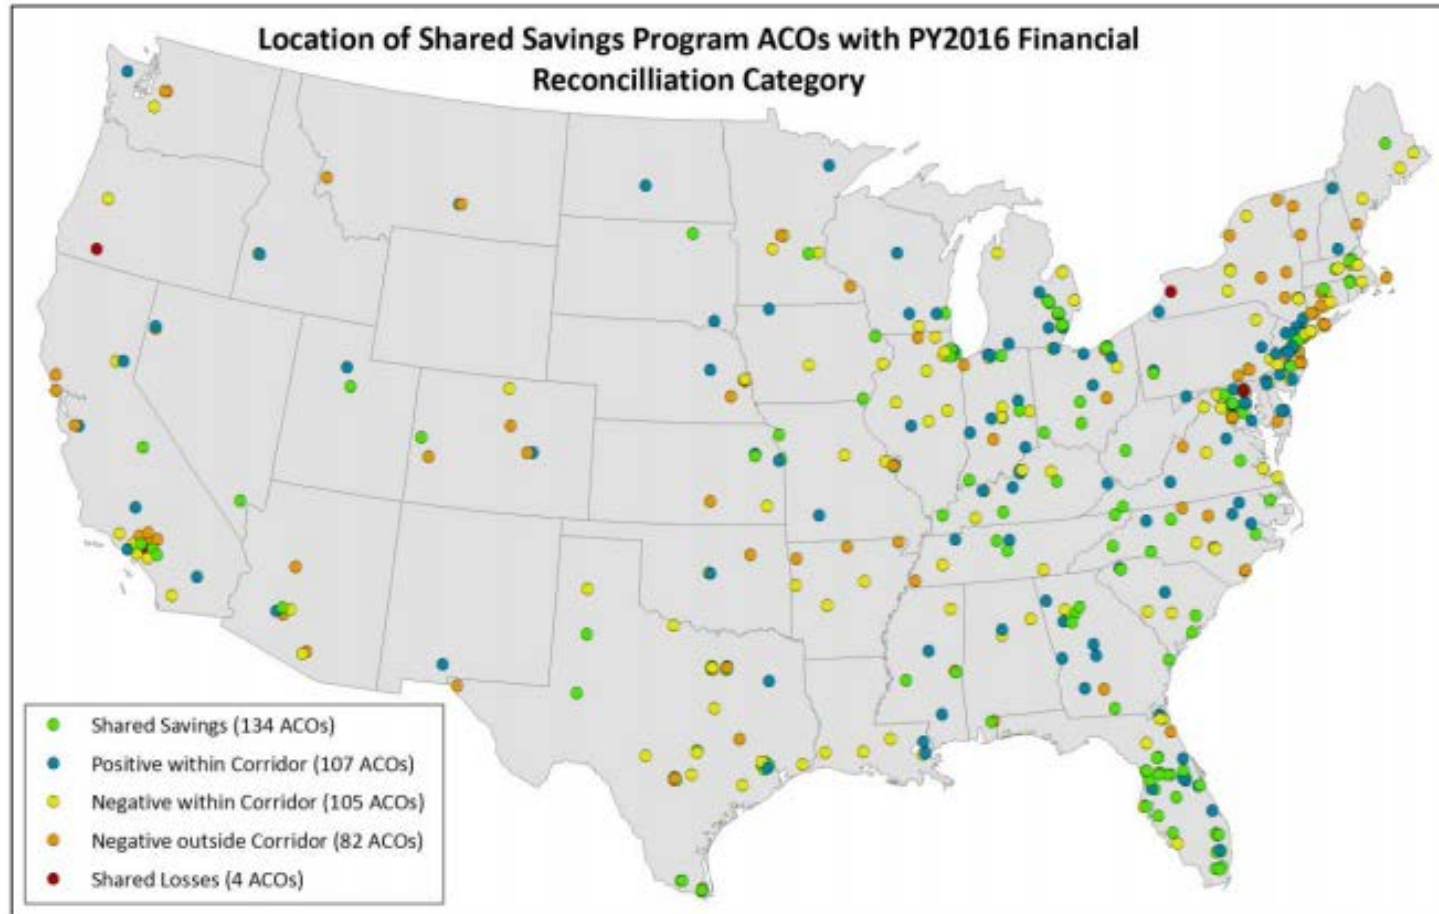 Location of Shared Savings Program ACOs with PY2016 Financial
Reconcilliation Category
Shared Savings (134 ACOs)
Positive within Corridor (107 ACOs)
Negative within Corridor (105 ACOs)
Negative outside Corridor (82 ACOs)
Shared Losses (4 ACOs)